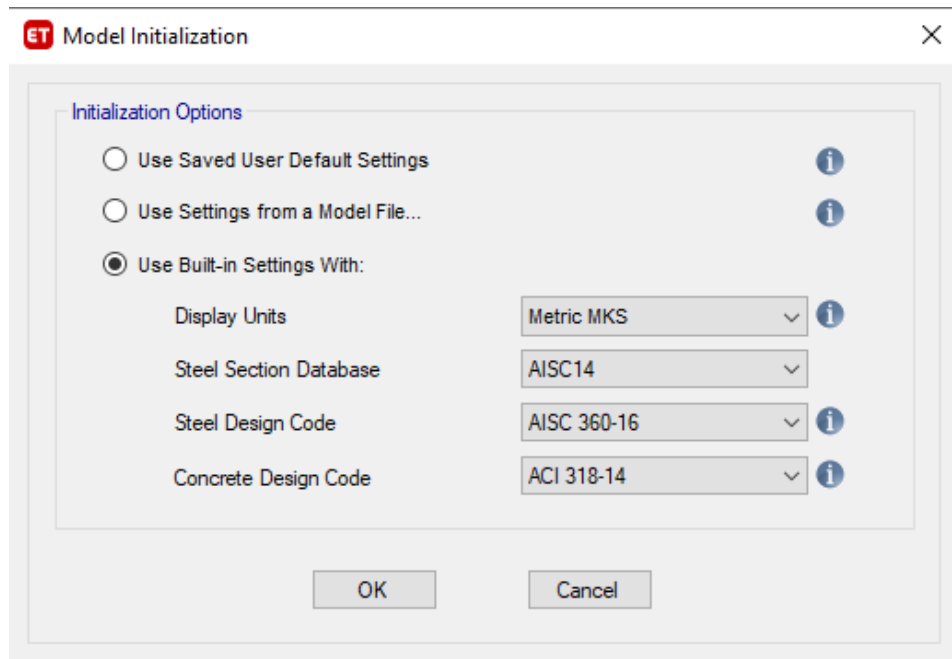 ET Model Initialization
Initialization Options
Use Saved User Default Settings
Use Settings from a Model File...
Use Built-in Settings With:
Display Units Metric MKS
Steel Section Database AISC14
Steel Design Code AISC 360-16
Concrete Design Code ACI 318-14
OK Cancel